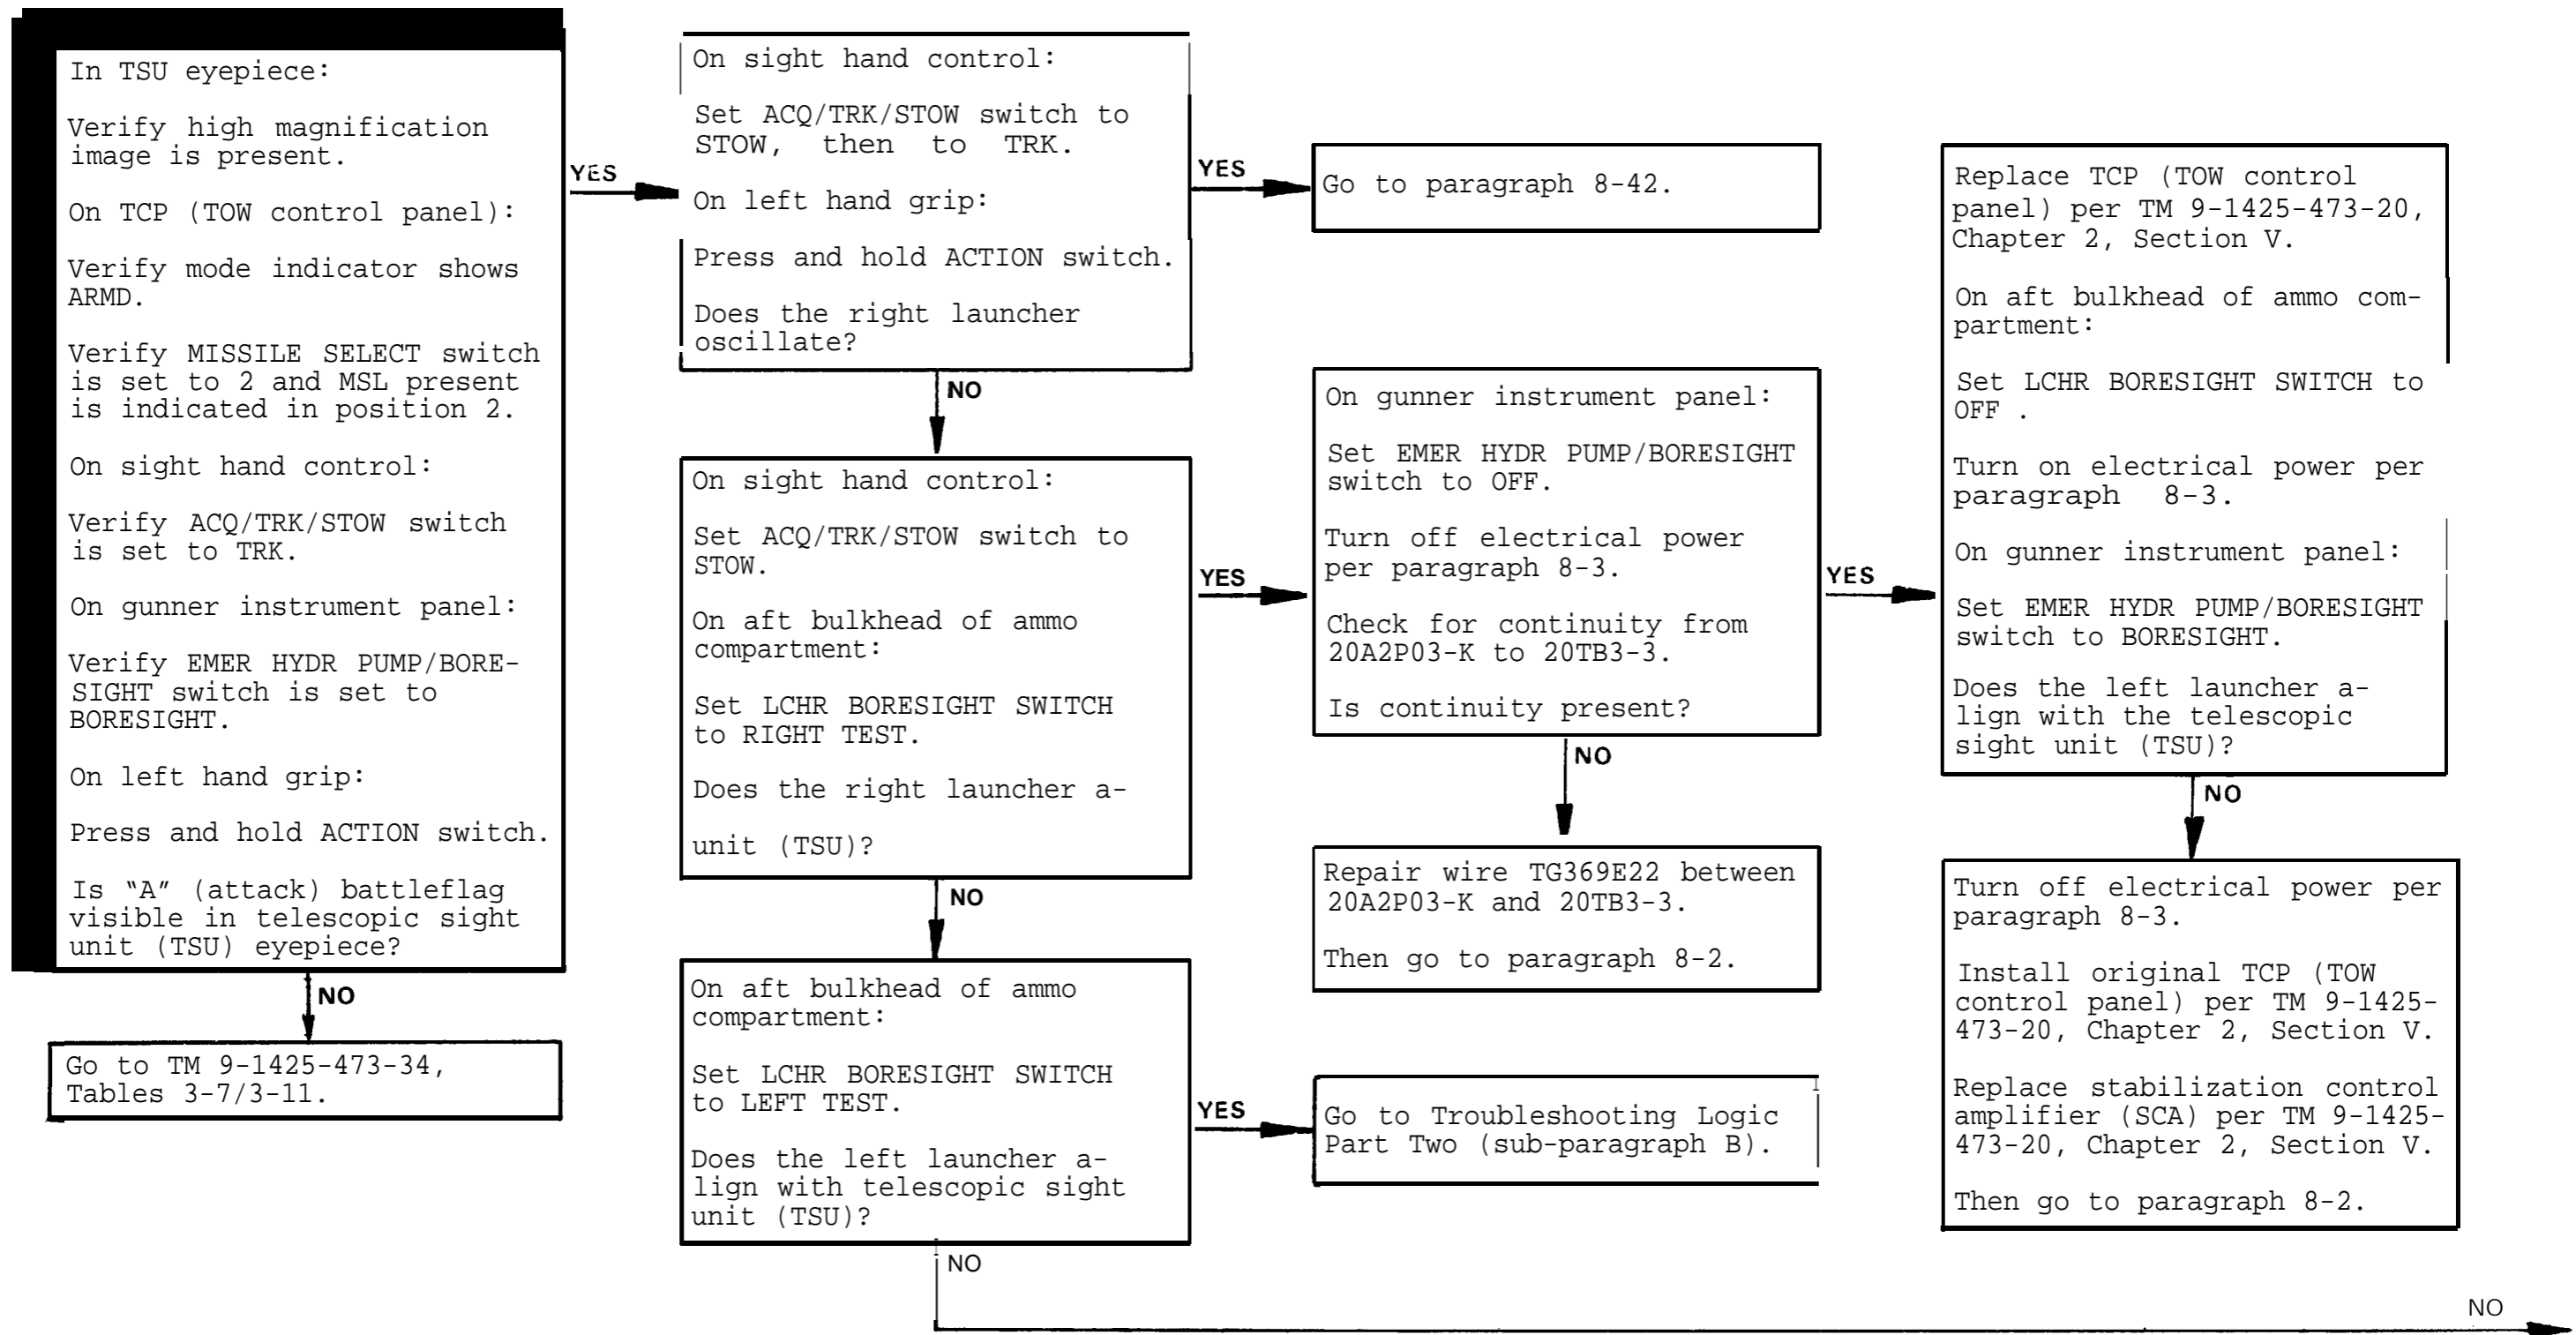 In TSU eyepiece:
Verify high magnification
image is present.
On TCP (TOW control panel):
Verify mode indicator shows
ARMD.
Verify MISSILE SELECT switch
is set to 2 and MSL present
is indicated in position 2.
On sight hand control:
Verify ACQ/TRK/STOW switch
is set to TRK.
On gunner instrument panel:
Verify EMER HYDR PUMP/BORE-
SIGHT switch is set to
BORESIGHT.
On left hand grip:
Press and hold ACTION switch.
Is “A” (attack) battleflag
visible in telescopic sight
unit (TSU) eyepiece?
YES
NO
Go to TM 9-1425-473-34,
Tables 3-7/3-11.
On sight hand control:
Set ACQ/TRK/STOW switch to
STOW, then to TRK.
On left hand grip:
Press and hold ACTION switch.
Does the right launcher
oscillate?
YES
NO
Go to paragraph 8-42.
On sight hand control:
Set ACQ/TRK/STOW switch to
STOW.
On aft bulkhead of ammo
compartment:
Set LCHR BORESIGHT SWITCH
to RIGHT TEST.
Does the right launcher a-
unit (TSU)?
YES
NO
On gunner instrument panel:
Set EMER HYDR PUMP/BORESIGHT
switch to OFF.
Turn off electrical power
per paragraph 8-3.
Check for continuity from
20A2P03-K to 20TB3-3.
Is continuity present?
YES
NO
Repair wire TG369E22 between
20A2P03-K and 20TB3-3.
Then go to paragraph 8-2.
On aft bulkhead of ammo
compartment:
Set LCHR BORESIGHT SWITCH
to LEFT TEST.
Does the left launcher a-
lign with telescopic sight
unit (TSU)?
YES
NO
Go to Troubleshooting Logic
Part Two (sub-paragraph B).
Replace TCP (TOW control
panel) per TM 9-1425-473-20,
Chapter 2, Section V.
On aft bulkhead of ammo com-
partment:
Set LCHR BORESIGHT SWITCH to
OFF .
Turn on electrical power per
paragraph 8-3.
On gunner instrument panel:
Set EMER HYDR PUMP/BORESIGHT
switch to BORESIGHT.
Does the left launcher a-
lign with the telescopic
sight unit (TSU)?
NO
Turn off electrical power per
paragraph 8-3.
Install original TCP (TOW
control panel) per TM 9-1425-
473-20, Chapter 2, Section V.
Replace stabilization control
amplifier (SCA) per TM 9-1425-
473-20, Chapter 2, Section V.
Then go to paragraph 8-2.
NO